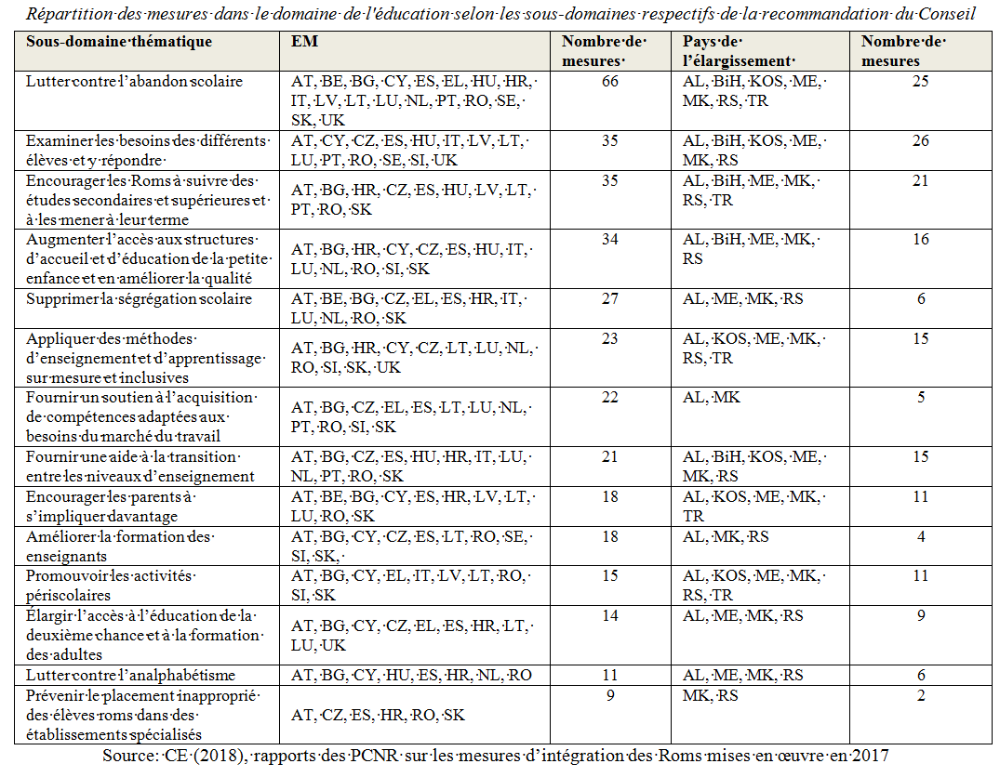 Répartition des mesures dans le domaine de l'éducation selon les sous-domaines respectifs de la recommandation du Conseil
Sous-domaine thématique EM Nombre de mesures Pays de l'élargissement Nombre de mesures
Lutter contre l'abandon scolaire
AT, BE, BG, CY, ES, EL, HU, HR,
IT, LV, LT, LU, NL, PT, RO, SE,
SK, UK
66
AL, BiH, KOS, ME,
MK, RS, TR
25
Examiner les besoins des différents
élèves et y répondre
AT, CY, CZ, ES, HU, IT, LV, LT,
LU, PT, RO, SE, SI, UK
35
AL, BiH, KOS, ME,
MK, RS
26
Encourager les Roms à suivre des
études secondaires et supérieures et
à les mener à leur terme
AT, BG, HR, CZ, ES, HU, LV, LT,
PT, RO, SK
35
AL, BiH, ME, MK,
RS, TR
21
Augmenter l'accès aux structures
d'accueil et d'éducation de la petite
enfance et en améliorer la qualité
AT, BG, HR, CY, CZ, ES, HU, IT,
LU, NL, RO, SI, SK
34
AL, BiH, ME, MK,
RS
16
Supprimer la ségrégation scolaire
AT, BE, BG, CZ, EL, ES, HR, IT,
LU, NL, RO, SK
27
AL, ME, MK, RS
6
Appliquer des méthodes
d'enseignement et d'apprentissage
sur mesure et inclusives
AT, BG, HR, CY, CZ, LT, LU, NL,
RO, SI, SK, UK
23
AL, KOS, ME, MK,
RS, TR
15
Fournir un soutien à l'acquisition
de compétences adaptées aux
besoins du marché du travail
AT, BG, CZ, EL, ES, LT, LU, NL,
PT, RO, SI, SK
22
AL, MK
5
Fournir une aide à la transition
entre les niveaux d'enseignement
AT, BG, CZ, ES, HU, HR, IT, LU,
NL, PT, RO, SK
21
AL, BiH, KOS, ME,
MK, RS
15
Encourager les parents à
s'impliquer davantage
AT, BE, BG, CY, ES, HR, LV, LT,
LU, RO, SK
18
AL, KOS, ME, MK,
TR
11
Améliorer la formation des
enseignants
AT, BG, CY, CZ, ES, LT, RO, SE,
SI, SK,
18
AL, MK, RS
4
Promouvoir les activités
périscolaires
AT, BG, CY, EL, IT, LV, LT, RO,
SI, SK
15
AL, KOS, ME, MK,
RS, TR
11
Élargir l'accès à l'éducation de la
deuxième chance et à la formation
des adultes
AT, BG, CY, CZ, EL, ES, HR, LT,
LU, UK
14
AL, ME, MK, RS
9
Lutter contre l'analphabétisme
AT, BG, CY, HU, ES, HR, NL, RO
11
AL, ME, MK, RS
6
Prévenir le placement inapproprié
des élèves roms dans des
établissements spécialisés
AT, CZ, ES, HR, RO, SK
9
MK, RS
2
Source: CE (2018), rapports des PCNR sur les mesures d'intégration des Roms mises en œuvre en 2017